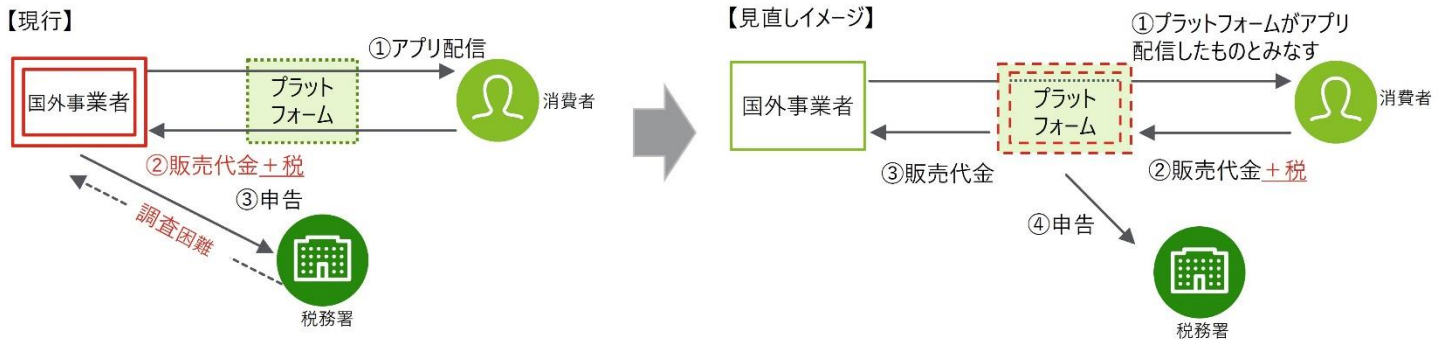 【現行】
①アプリ配信
国外事業者
プラット
フォーム
消費者
②販売代金＋税
③申告
調査困難
税務署
【見直しイメージ】
①プラットフォームがアプリ
配信したものとみなす
国外事業者
プラット
フォーム
消費者
③販売代金
②販売代金＋税
④申告
税務署